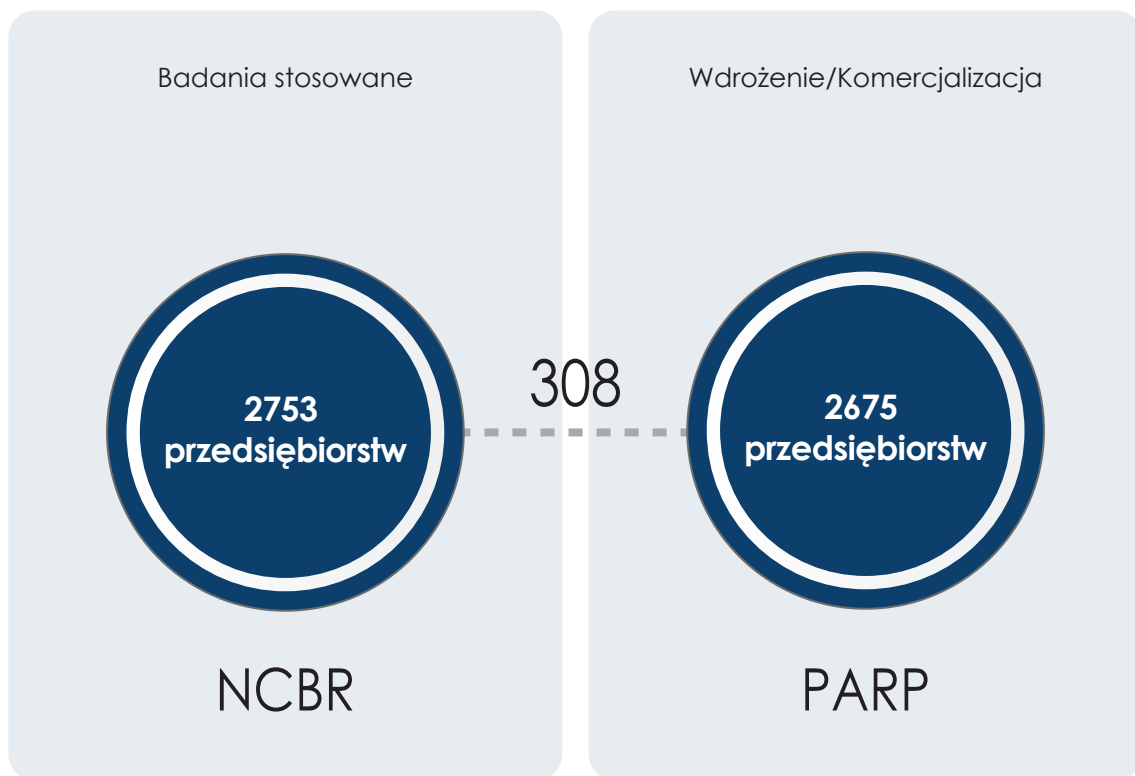 Badania stosowane
Wdrożenie/Komercjalizacja
2753
przedsiębiorstw
308
2675
przedsiębiorstw
NCBR
PARP